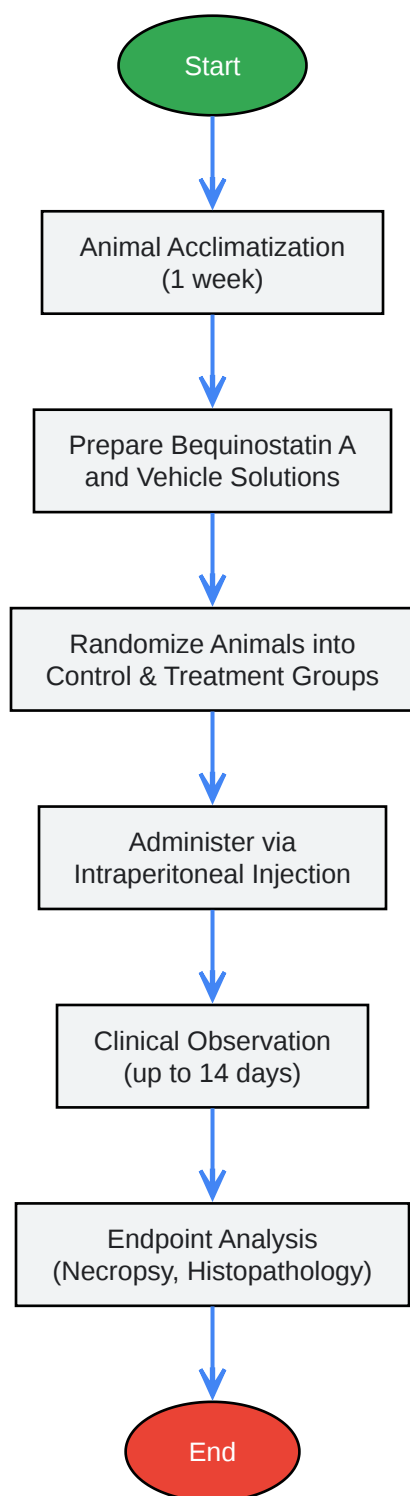 Start
Animal Acclimatization
(1 week)
Prepare Bequinostatin A
and Vehicle Solutions
Randomize Animals into
Control & Treatment Groups
Administer via
Intraperitoneal Injection
Clinical Observation
(up to 14 days)
Endpoint Analysis
(Necropsy, Histopathology)
End